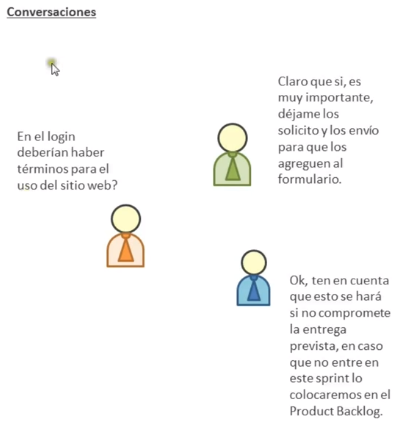 Conversaciones
Claro que si, es
muy importante,
déjame los
solicito y los envío
para que los
agreguen al
formulario.
En el login
deberían haber
términos para el
uso del sitio web?
Ok, ten en cuenta
que esto se hará
si no compromete
la entrega
prevista, en caso
que no entre en
este sprint lo
colocaremos en el
Product Backlog.